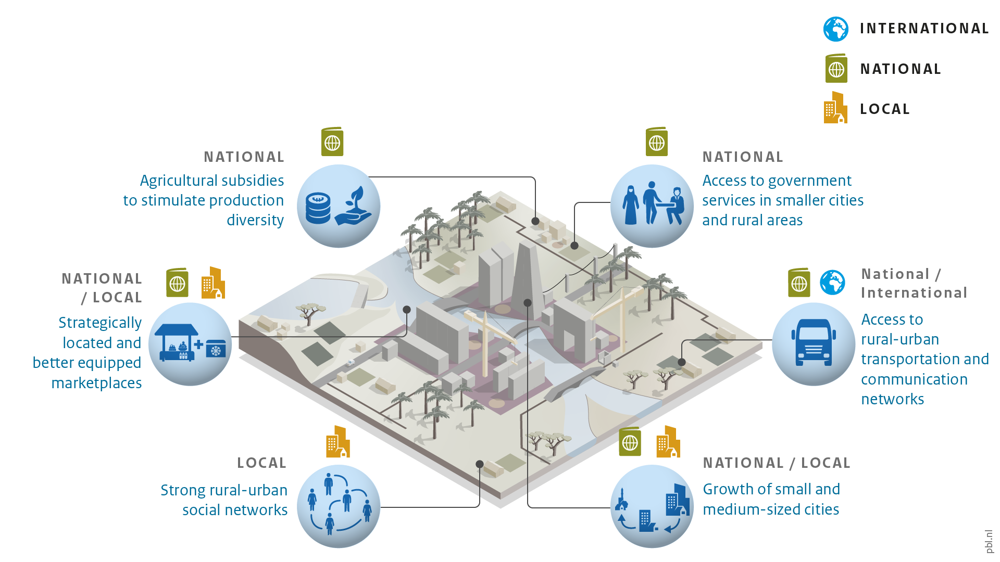 INTERNATIONAL
NATIONAL
LOCAL
NATIONAL
Agricultural subsidies
to stimulate production
diversity
NATIONAL
Access to government
services in smaller cities
and rural areas
NATIONAL
/ LOCAL
Strategically
located and
better equipped
marketplaces
National /
International
Access to
rural-urban
transportation and
communication
networks
LOCAL
Strong rural-urban
social networks
NATIONAL / LOCAL
Growth of small and
medium-sized cities
pbl.nl